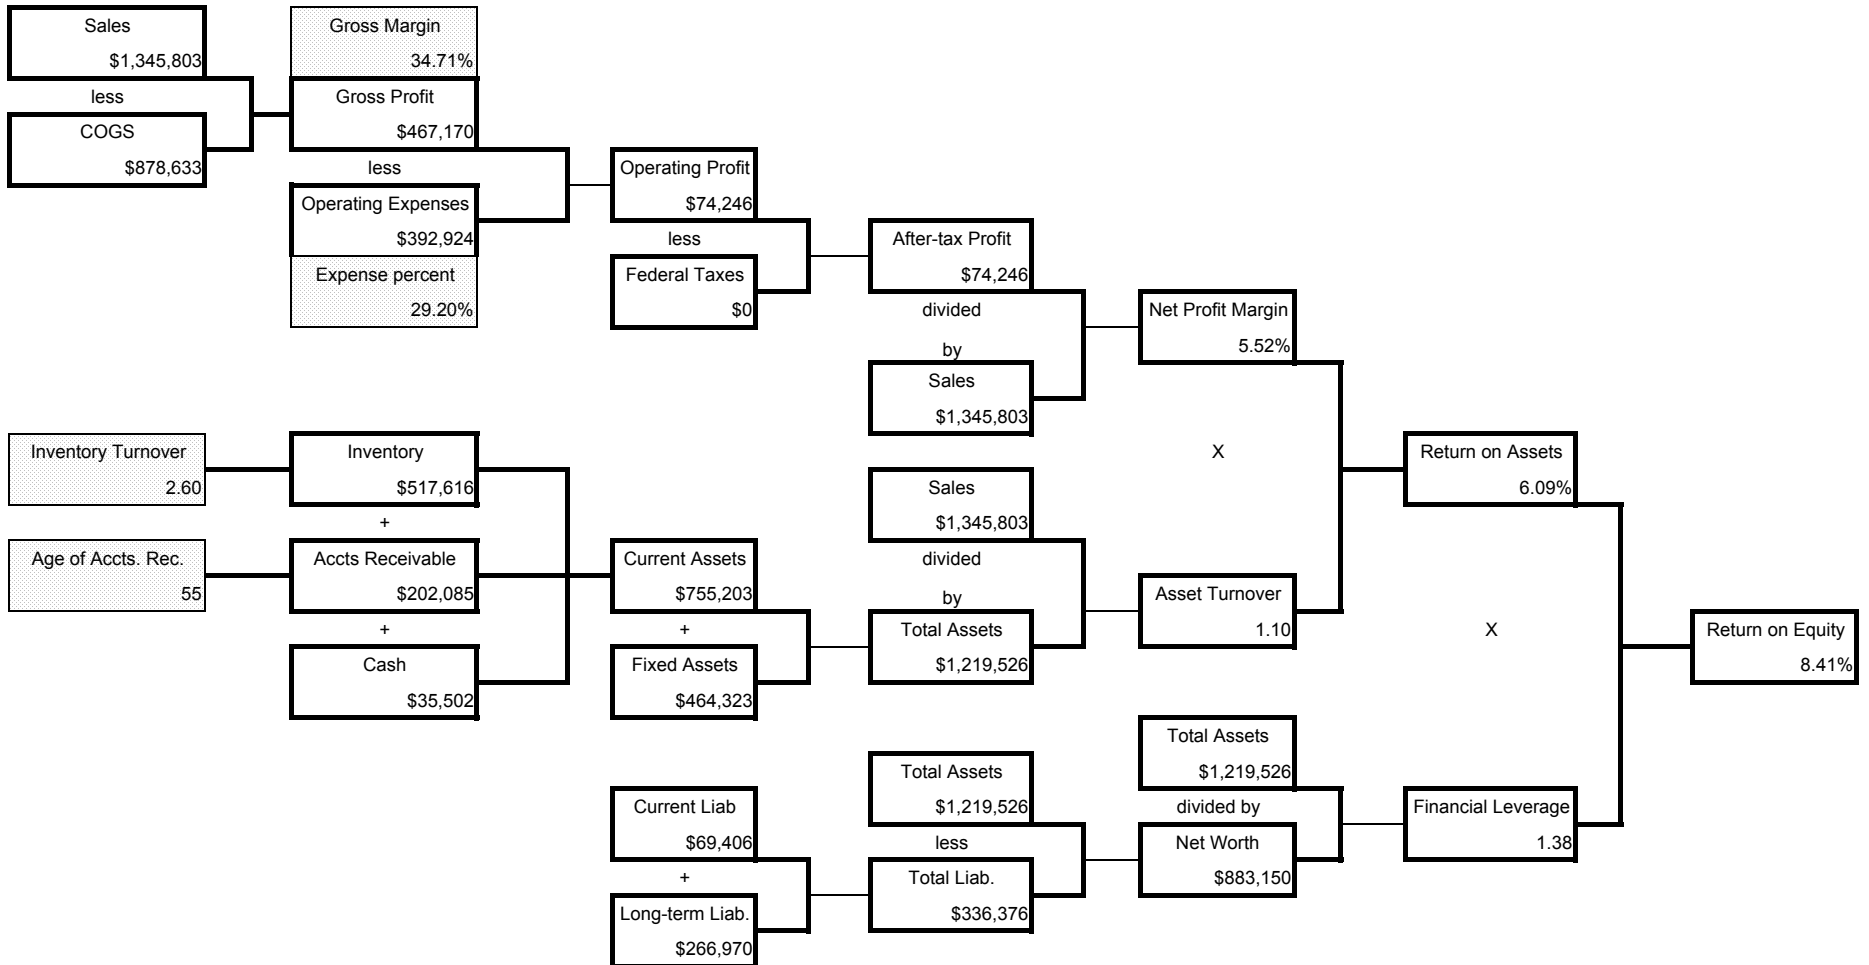 Sales
$1,345,803
less
COGS
$878,633
Gross Margin
34.71%
Gross Profit
$467,170
less
Operating Expenses
$392,924
Expense percent
29.20%
Operating Profit
$74,246
less
Federal Taxes
$0
After-tax Profit
$74,246
divided
by
Sales
$1,345,803
Net Profit Margin
5.52%
Inventory Turnover
2.60
Age of Accts. Rec.
55
Inventory
$517,616
+
Accts Receivable
$202,085
+
Cash
$35,502
Current Assets
$755,203
+
Fixed Assets
$464,323
Sales
$1,345,803
divided
by
Total Assets
$1,219,526
X
Asset Turnover
1.10
Return on Assets
6.09%
X
Return on Equity
8.41%
Current Liab
$69,406
+
Long-term Liab.
$266,970
Total Assets
$1,219,526
less
Total Liab.
$336,376
Total Assets
$1,219,526
divided by
Net Worth
$883,150
Financial Leverage
1.38